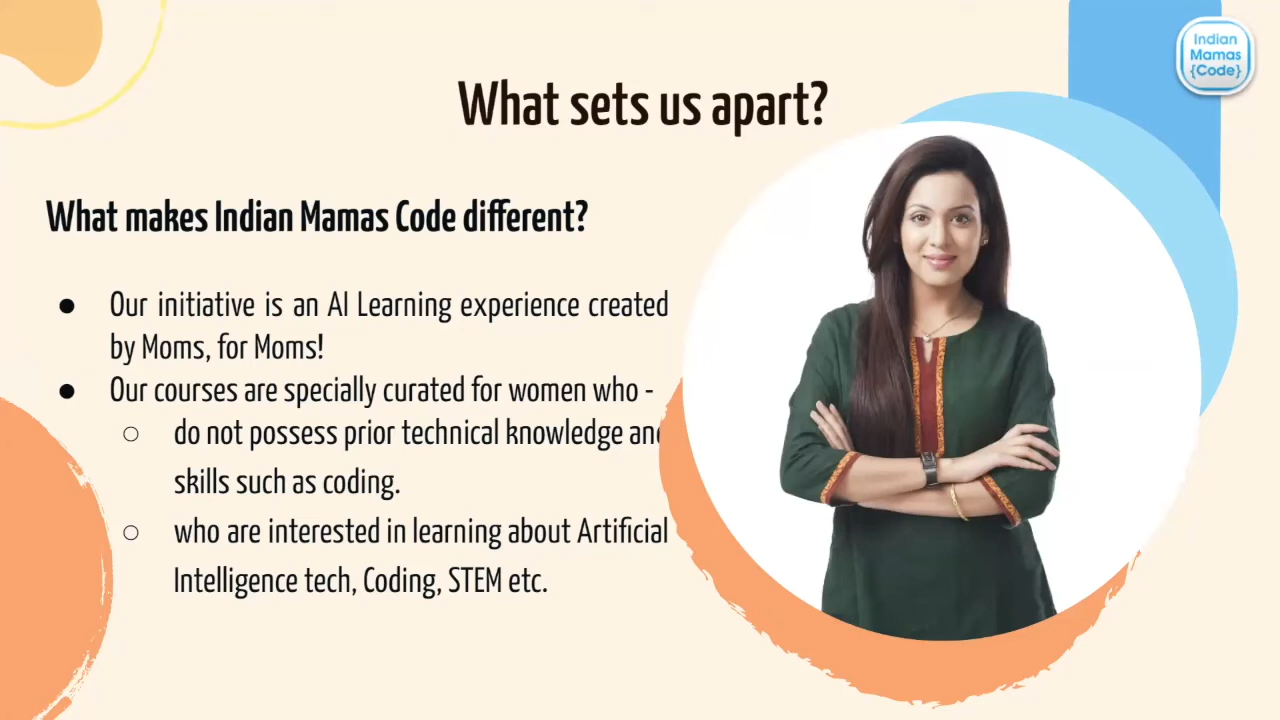 Indian
Mamas
{Code}
What sets us apart?
What makes Indian Mamas Code different?
● Our initiative is an AI Learning experience created
by Moms, for Moms!
● Our courses are specially curated for women who -
○ do not possess prior technical knowledge and
skills such as coding.
○ who are interested in learning about Artificial
Intelligence tech, Coding, STEM etc.